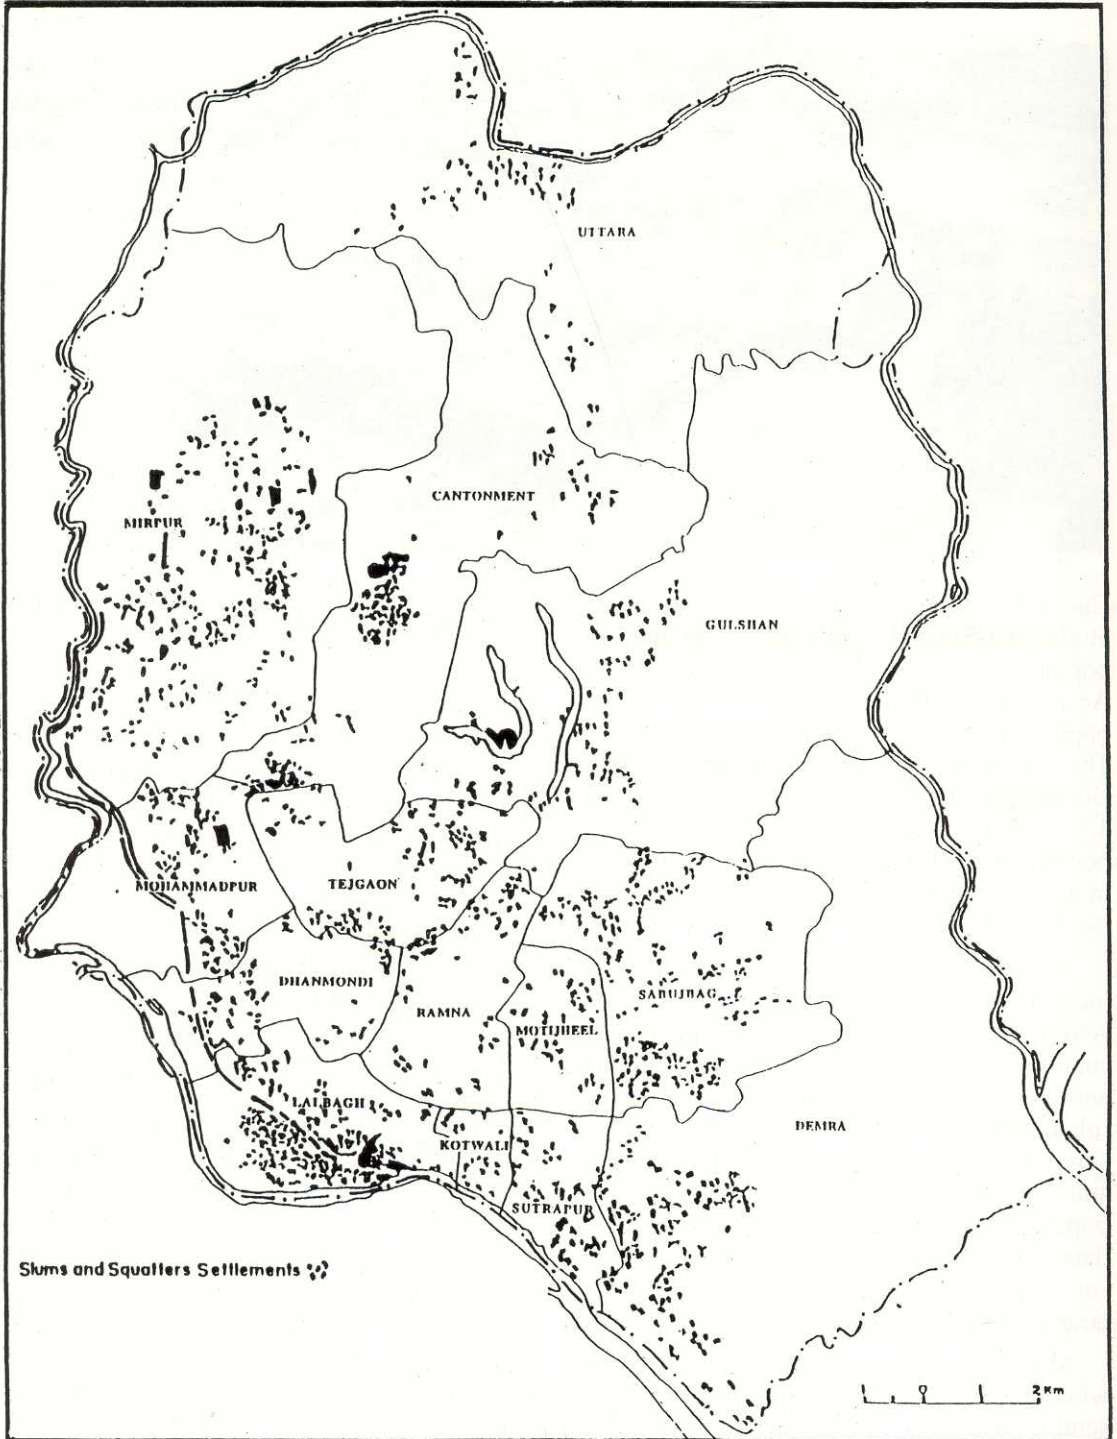 UTTARA
CANTONMENT
MIRPUR
GULSHAN
MOHAMMADPUR
TEJGAON
DHANMONDI
RAMNA
SABUJBAG
MOTIJHEEL
LALBAGH
DEMRA
KOTWALI
SUTRAPUR
Slums and Squatters Settlements
0 2 Km